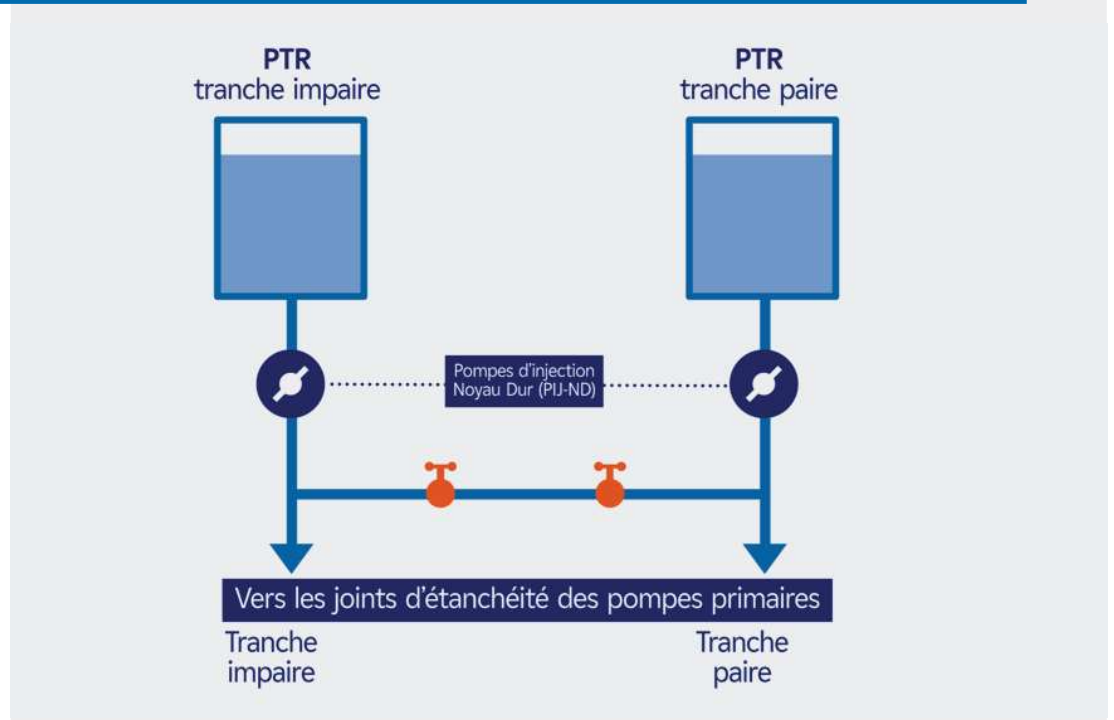 PTR
tranche impaire
PTR
tranche paire
Pompes d'injection
Noyau Dur (PIJ-ND)
Vers les joints d'étanchéité des pompes primaires
Tranche
impaire
Tranche
paire